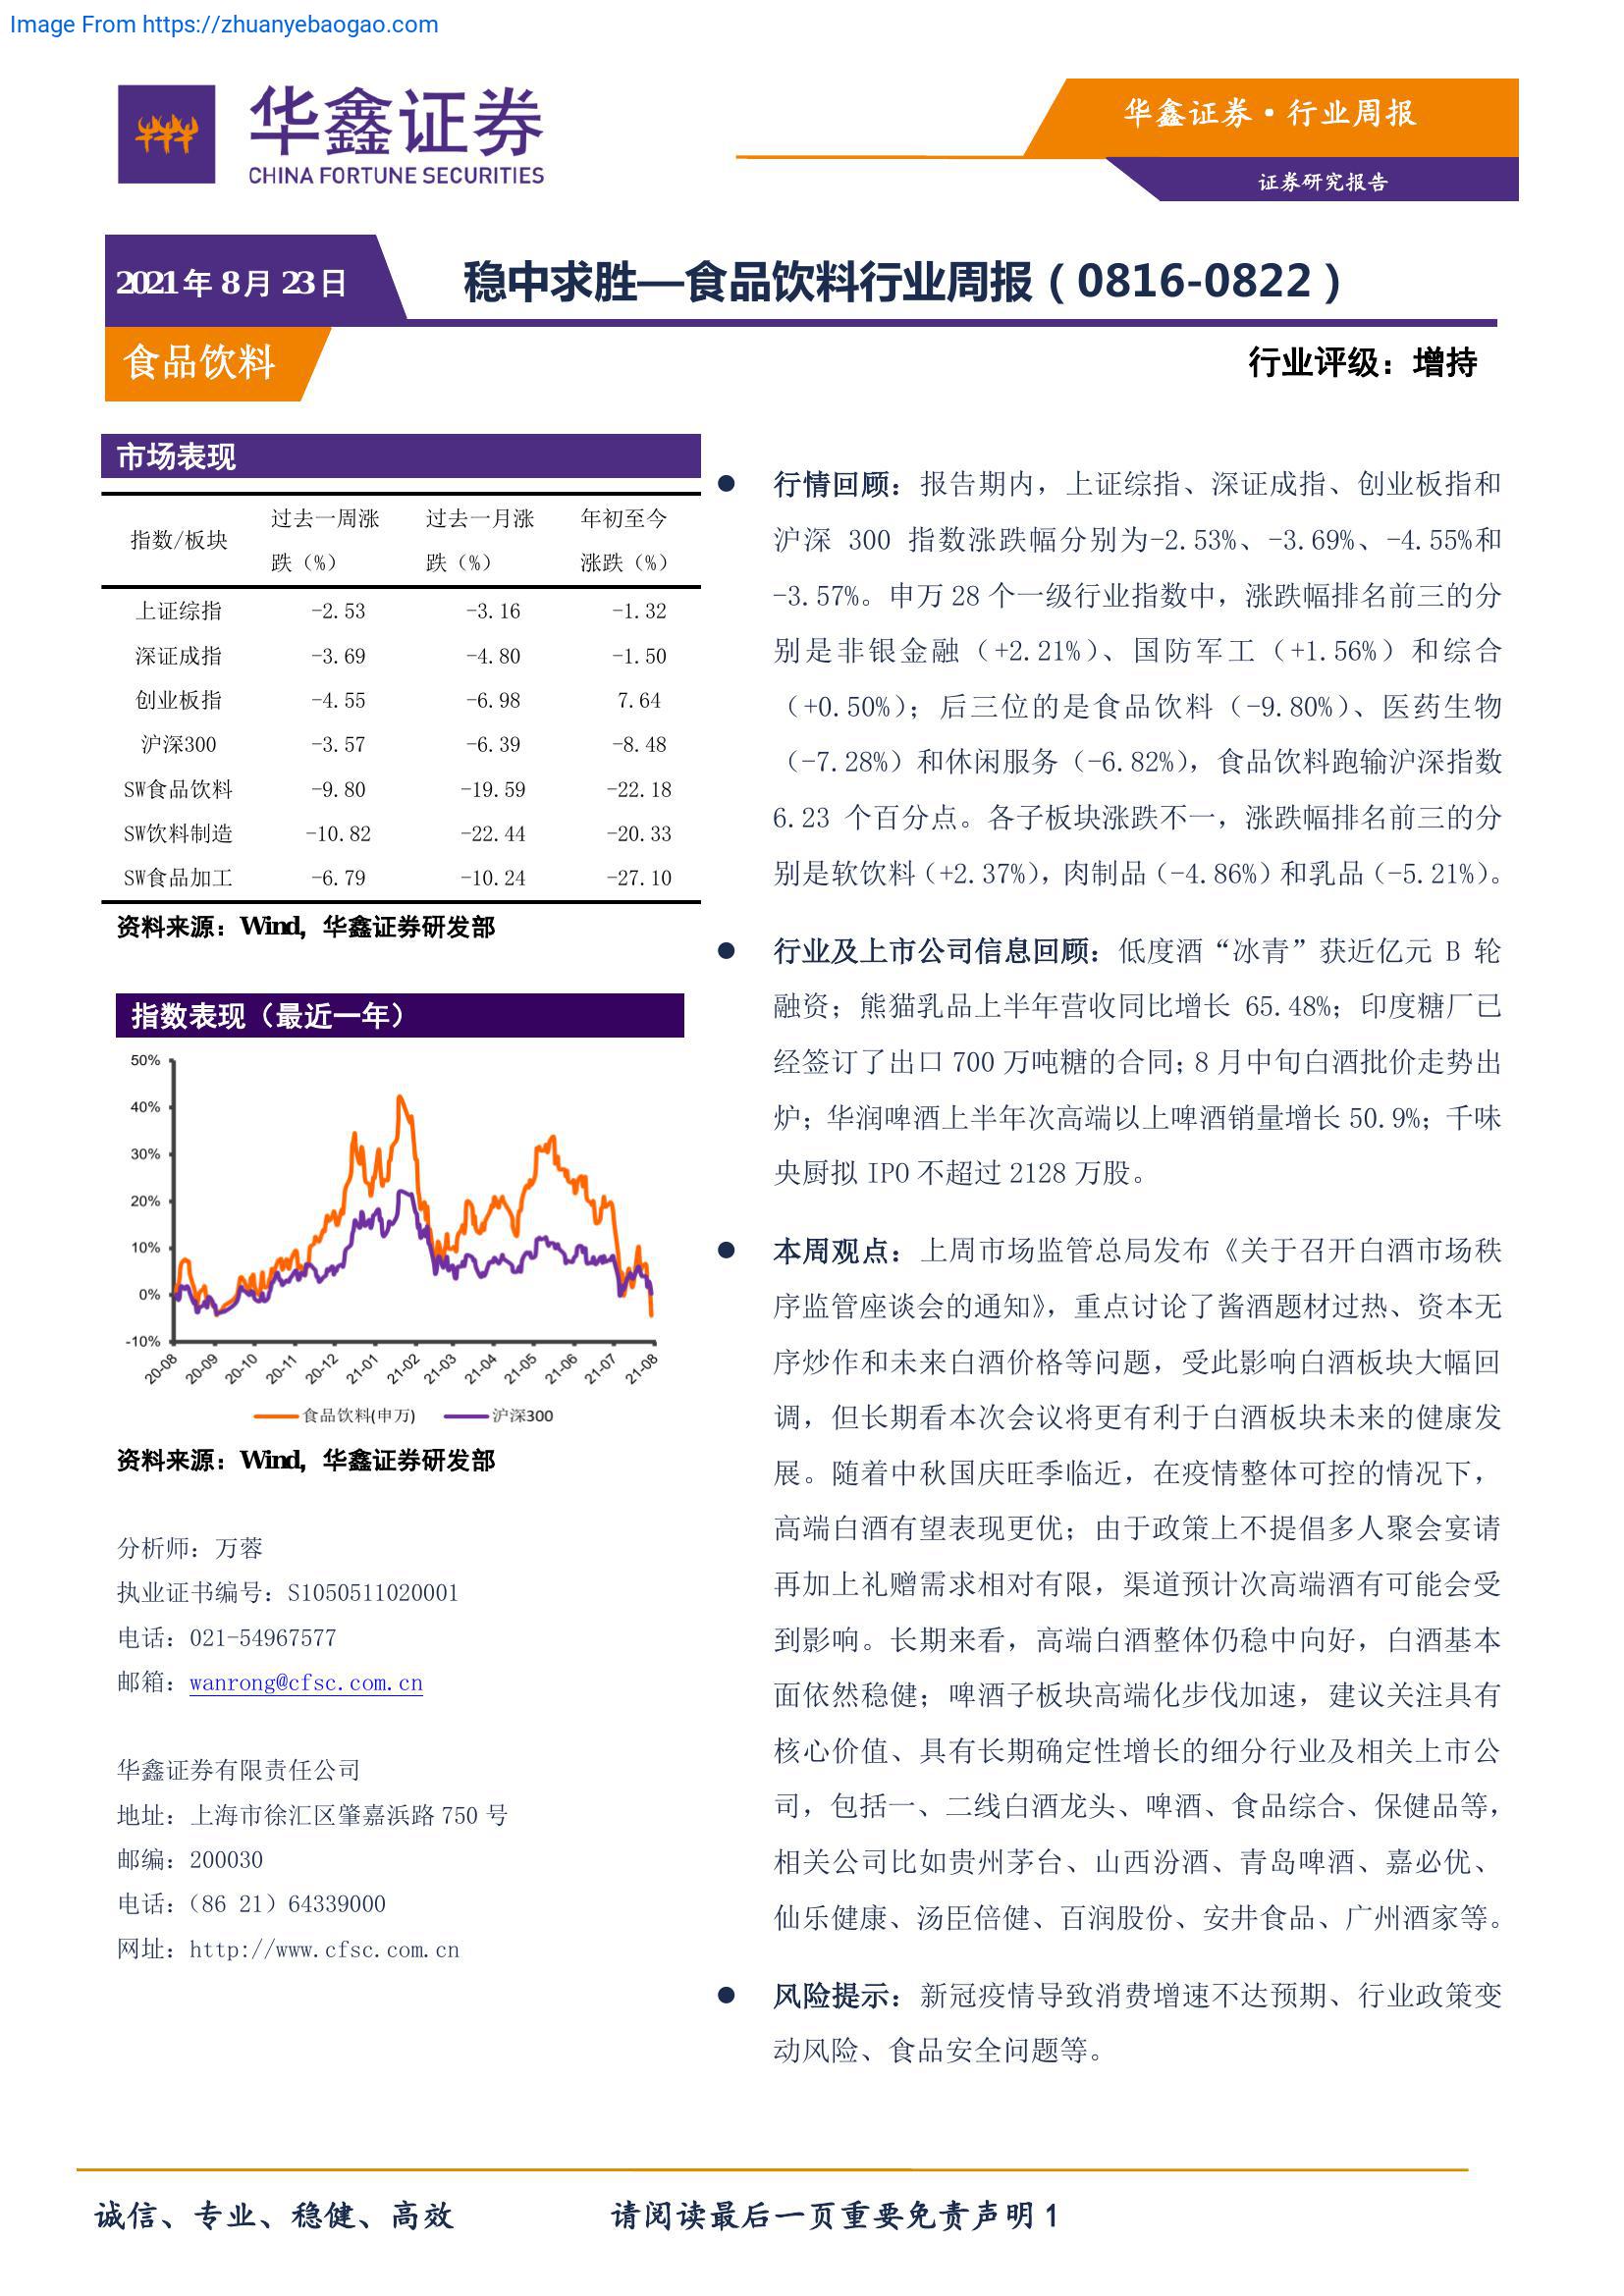 Image From https://zhuanyebaogao.com
华鑫证券
CHINA FORTUNE SECURITIES
华鑫证券·行业周报
证券研究报告
2021年8月23日
稳中求胜—食品饮料行业周报（0816-0822）
食品饮料
行业评级：增持
市场表现
指数/板块 过去一周涨跌（%） 过去一月涨跌（%） 年初至今涨跌（%）
上证综指 -2.53 -3.16 -1.32
深证成指 -3.69 -4.80 -1.50
创业板指 -4.55 -6.98 7.64
沪深300 -3.57 -6.39 -8.48
SW食品饮料 -9.80 -19.59 -22.18
SW饮料制造 -10.82 -22.44 -20.33
SW食品加工 -6.79 -10.24 -27.10
资料来源：Wind，华鑫证券研发部
指数表现（最近一年）
50%
40%
30%
20%
10%
0%
-10%
20-08 20-09 20-10 20-11 20-12 21-01 21-02 21-03 21-04 21-05 21-06 21-07 21-08
食品饮料(申万) 沪深300
资料来源：Wind，华鑫证券研发部
分析师：万蓉
执业证书编号：S1050511020001
电话：021-54967577
邮箱：wanrong@cfsc.com.cn
华鑫证券有限责任公司
地址：上海市徐汇区肇嘉浜路750号
邮编：200030
电话：（86 21）64339000
网址：http://www.cfsc.com.cn
● 行情回顾：报告期内，上证综指、深证成指、创业板指和
沪深 300 指数涨跌幅分别为-2.53%、-3.69%、-4.55%和
-3.57%。申万28个一级行业指数中，涨跌幅排名前三的分
别是非银金融（+2.21%）、国防军工（+1.56%）和综合
（+0.50%）；后三位的是食品饮料（-9.80%）、医药生物
（-7.28%）和休闲服务（-6.82%），食品饮料跑输沪深指数
6.23 个百分点。各子板块涨跌不一，涨跌幅排名前三的分
别是软饮料（+2.37%），肉制品（-4.86%）和乳品（-5.21%）。
● 行业及上市公司信息回顾：低度酒“冰青”获近亿元 B 轮
融资；熊猫乳品上半年营收同比增长 65.48%；印度糖厂已
经签订了出口700万吨糖的合同；8月中旬白酒批价走势出
炉；华润啤酒上半年次高端以上啤酒销量增长50.9%；千味
央厨拟IPO不超过2128万股。
● 本周观点：上周市场监管总局发布《关于召开白酒市场秩
序监管座谈会的通知》，重点讨论了酱酒题材过热、资本无
序炒作和未来白酒价格等问题，受此影响白酒板块大幅回
调，但长期看本次会议将更有利于白酒板块未来的健康发
展。随着中秋国庆旺季临近，在疫情整体可控的情况下，
高端白酒有望表现更优；由于政策上不提倡多人聚会宴请
再加上礼赠需求相对有限，渠道预计次高端酒有可能会受
到影响。长期来看，高端白酒整体仍稳中向好，白酒基本
面依然稳健；啤酒子板块高端化步伐加速，建议关注具有
核心价值、具有长期确定性增长的细分行业及相关上市公
司，包括一、二线白酒龙头、啤酒、食品综合、保健品等，
相关公司比如贵州茅台、山西汾酒、青岛啤酒、嘉必优、
仙乐健康、汤臣倍健、百润股份、安井食品、广州酒家等。
● 风险提示：新冠疫情导致消费增速不达预期、行业政策变
动风险、食品安全问题等。
诚信、专业、稳健、高效 请阅读最后一页重要免责声明 1